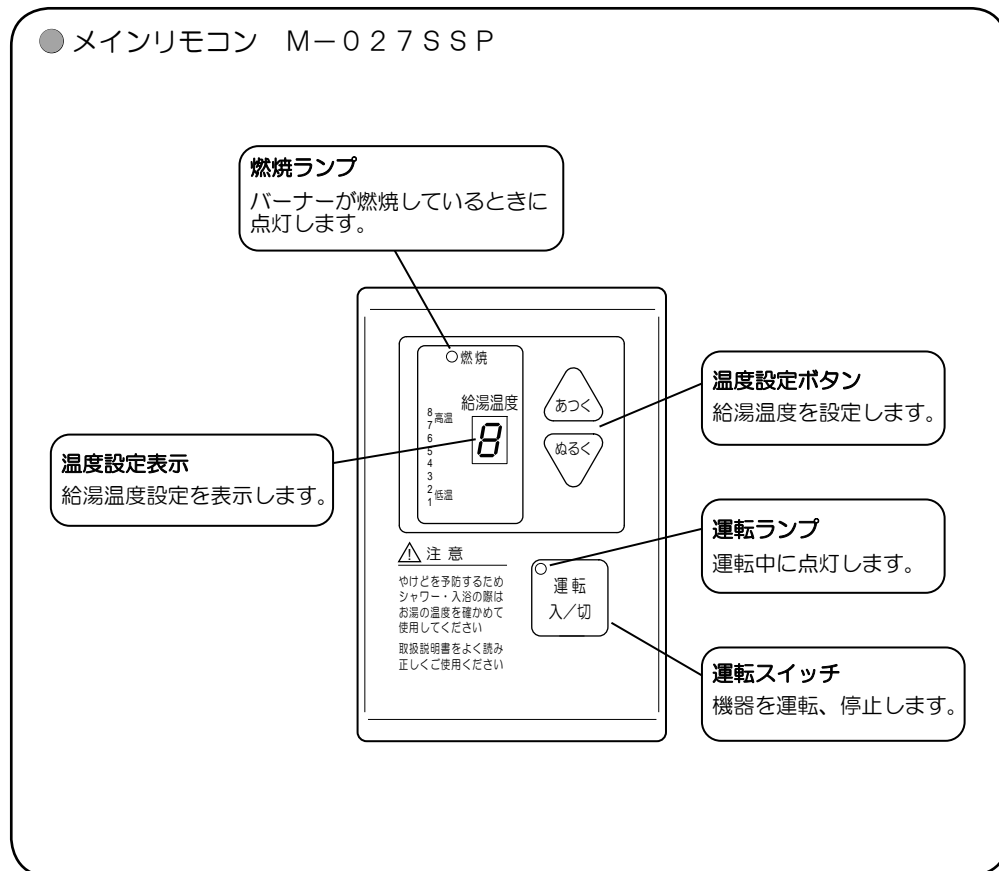 メインリモコン　M－027SSP
燃焼ランプ
バーナーが燃焼しているときに
点灯します。
燃焼
給湯温度
8 高温
7
6
5
4
3
2 低温
1
8
あつく
ぬるく
温度設定ボタン
給湯温度を設定します。
温度設定表示
給湯温度設定を表示します。
運転ランプ
運転中に点灯します。
注意
やけどを予防するため
シャワー・入浴の際は
お湯の温度を確かめて
使用してください
取扱説明書をよく読み
正しくご使用ください
運転
入／切
運転スイッチ
機器を運転、停止します。